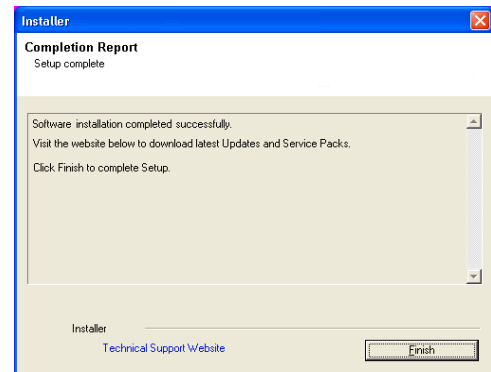 Installer
Completion Report
Setup complete
Software installation completed successfully.
Visit the website below to download latest Updates and Service Packs.
Click Finish to complete Setup.
Installer
Technical Support Website
Finish